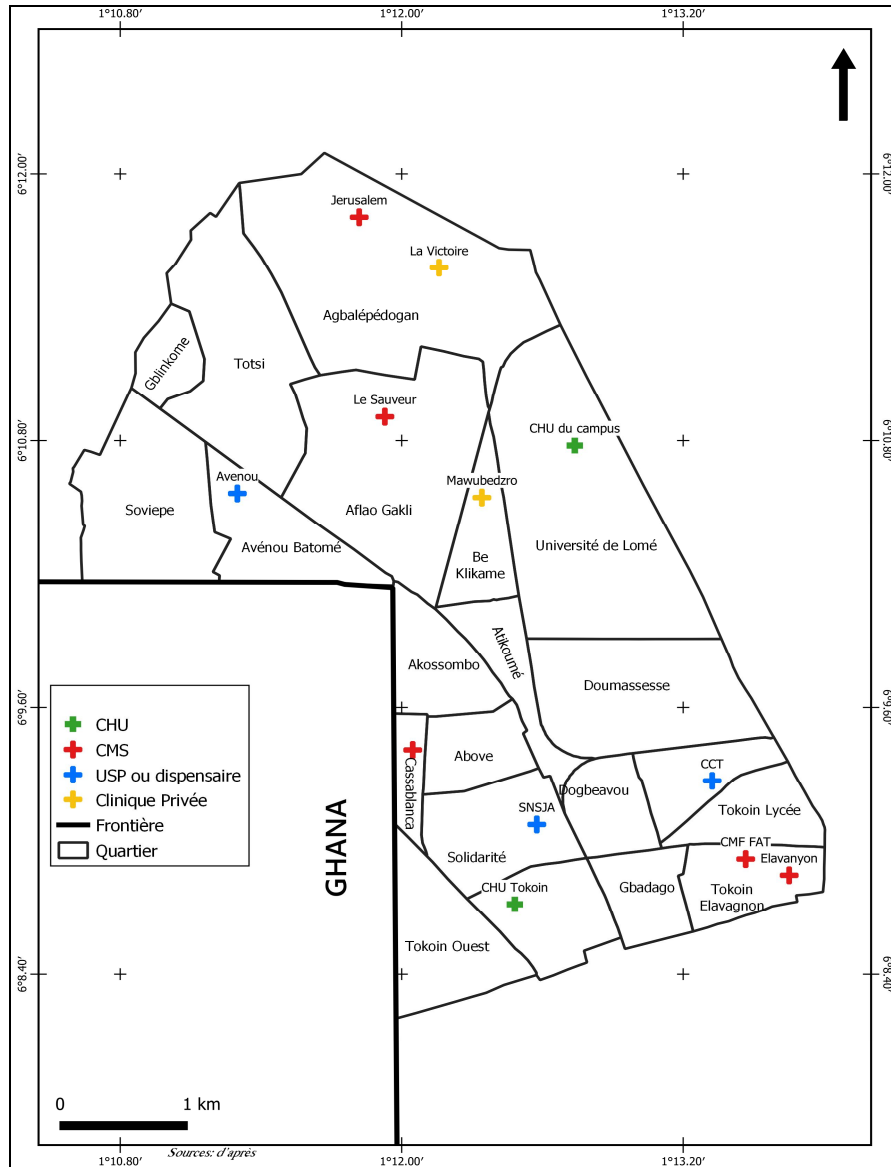 1°10.80′
1°12.00′
1°13.20′
6°12.00′
6°12.00′
Jerusalem
La Victoire
Agbalépédogan
Gblinkome
Totsi
Le Sauveur
CHU du campus
6°10.80′
6°10.80′
Avenou
Mawubedzro
Soviepe
Aflao Gakli
Avénou Batomé
Université de Lomé
Be
Klikame
Atikoumé
Akossombo
Doumassesse
6°9.60′
6°9.60′
CHU
CMS
USP ou dispensaire
Clinique Privée
Frontière
Quartier
GHANA
Cassablanca
Above
CCT
Dogbeavou
SNSJA
Tokoin Lycée
CMF FAT
Elavanyon
Solidarité
CHU Tokoin
Gbadago
Tokoin
Elavagnon
Tokoin Ouest
6°8.40′
6°8.40′
0 1 km
Sources: d'après
1°10.80′
1°12.00′
1°13.20′